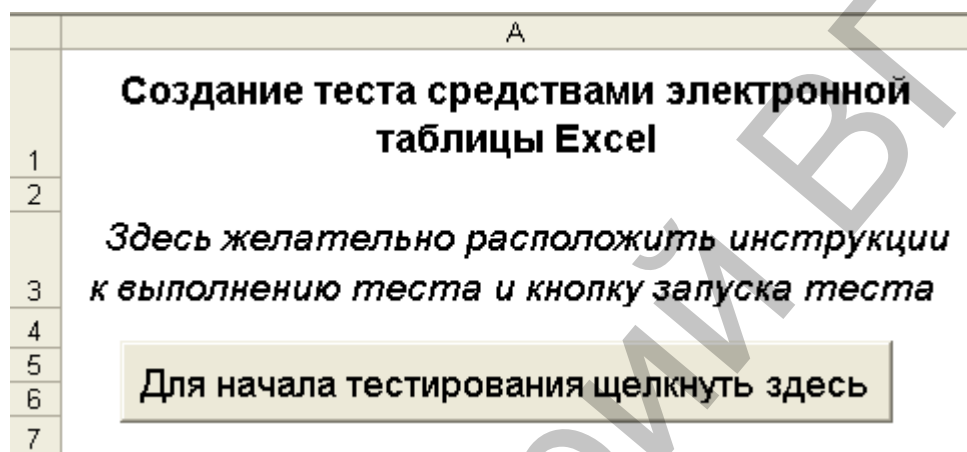 A
Создание теста средствами электронной
таблицы Excel
1
2
Здесь желательно расположить инструкции
к выполнению теста и кнопку запуска теста
3
4
5
Для начала тестирования щелкнуть здесь
6
7